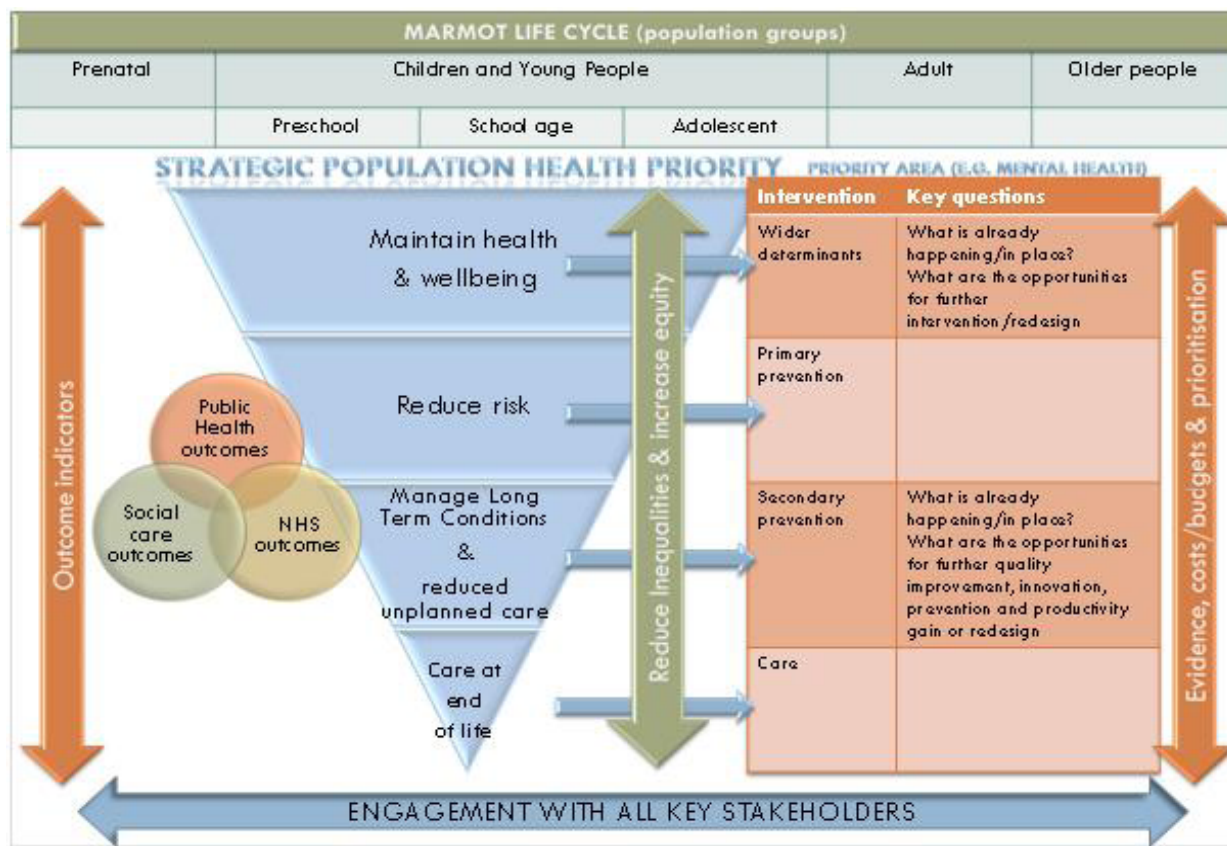 MARMOT LIFE CYCLE (population groups)
Prenatal
Children and Young People
Adult
Older people
Preschool
School age
Adolescent
STRATEGIC POPULATION HEALTH PRIORITY
PRIORITY AREA (E.G. MENTAL HEALTH)
Outcome indicators
Public
Health
outcomes
Social
care
outcomes
NHS
outcomes
Maintain health
& wellbeing
Reduce risk
Manage Long
Term Conditions
&
reduced
unplanned care
Care at
end
of life
Reduce Inequalities & increase equity
Intervention
Key questions
Wider
determinants
What is already
happening/in place?
What are the opportunities
for further
intervention/redesign
Primary
prevention
Secondary
prevention
What is already
happening/in place?
What are the opportunities
for further quality
improvement, innovation,
prevention and productivity
gain or redesign
Care
Evidence, costs/budgets & prioritisation
ENGAGEMENT WITH ALL KEY STAKEHOLDERS